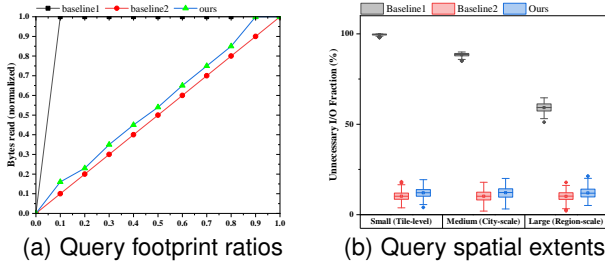 baseline1 baseline2 ours
Bytes read (normalized)
1.0
0.9
0.8
0.7
0.6
0.5
0.4
0.3
0.2
0.1
0.0
0.0 0.1 0.2 0.3 0.4 0.5 0.6 0.7 0.8 0.9 1.0
(a) Query footprint ratios
Baseline1 Baseline2 Ours
Unnecessary I/O Fraction (%)
100
50
0
Small (Tile-level) Medium (City-scale) Large (Region-scale)
(b) Query spatial extents